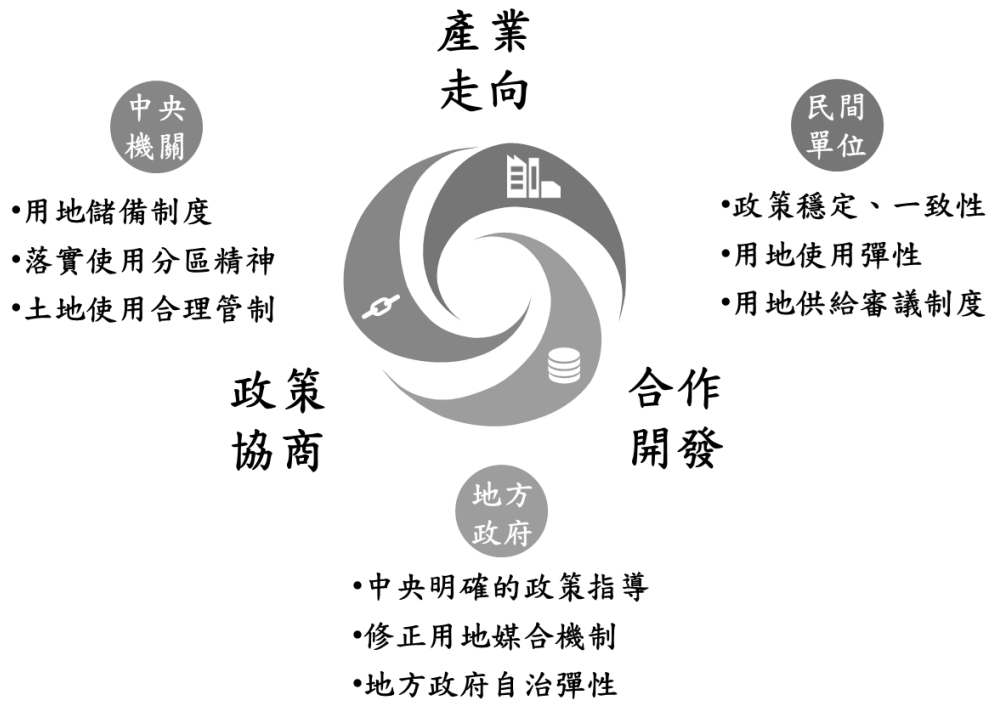 產業
走向
中央
機關
•用地儲備制度
•落實使用分區精神
•土地使用合理管制
民間
單位
•政策穩定、一致性
•用地使用彈性
•用地供給審議制度
政策
協商
合作
開發
地方
政府
•中央明確的政策指導
•修正用地媒合機制
•地方政府自治彈性